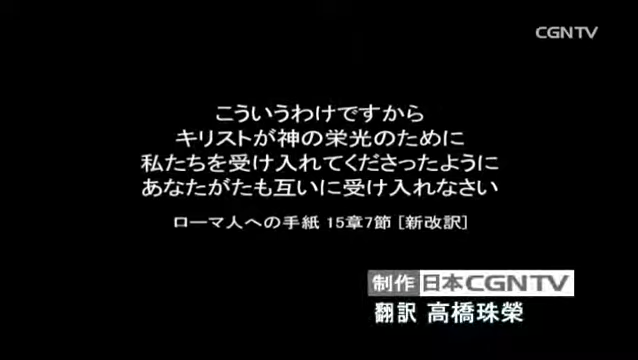 CGNTV
こういうわけですから
キリストが神の栄光のために
私たちを受け入れてくださったように
あなたがたも互いに受け入れなさい
ローマ人への手紙 15章7節 [新改訳]
制作 日本CGNTV
翻訳 高橋珠榮